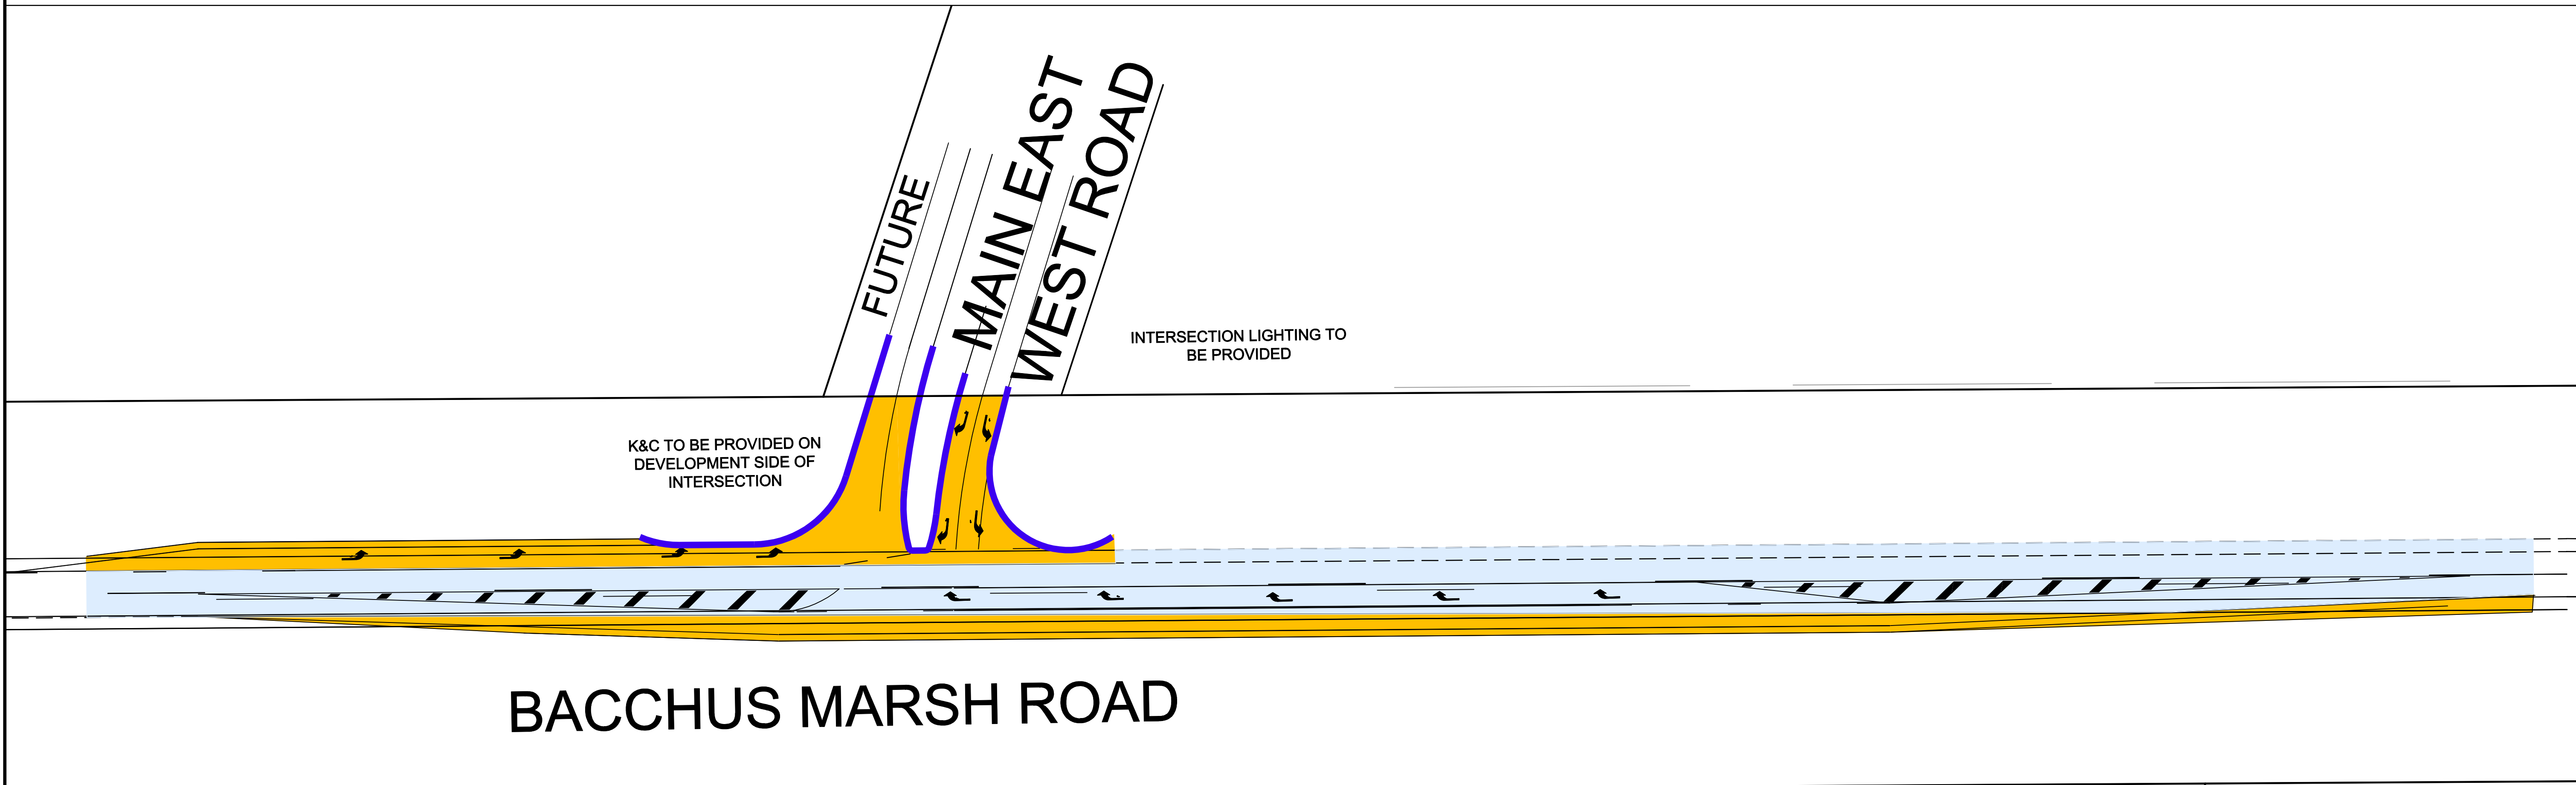 FUTURE
MAIN EAST
WEST ROAD
INTERSECTION LIGHTING TO
BE PROVIDED
K&C TO BE PROVIDED ON
DEVELOPMENT SIDE OF
INTERSECTION
BACCHUS MARSH ROAD